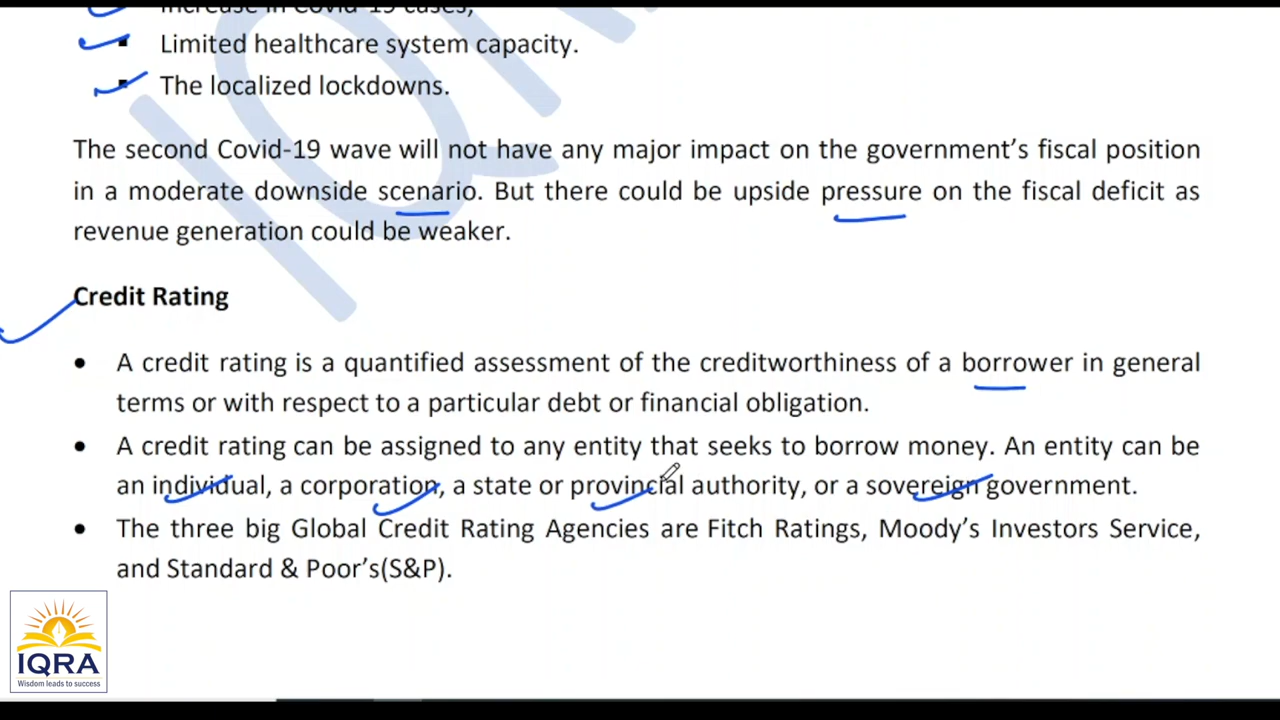 Increase in Covid-19 cases,
▪ Limited healthcare system capacity.
▪ The localized lockdowns.
The second Covid-19 wave will not have any major impact on the government's fiscal position
in a moderate downside scenario. But there could be upside pressure on the fiscal deficit as
revenue generation could be weaker.
Credit Rating
• A credit rating is a quantified assessment of the creditworthiness of a borrower in general
terms or with respect to a particular debt or financial obligation.
• A credit rating can be assigned to any entity that seeks to borrow money. An entity can be
an individual, a corporation, a state or provincial authority, or a sovereign government.
• The three big Global Credit Rating Agencies are Fitch Ratings, Moody's Investors Service,
and Standard & Poor's(S&P).
IQRA
Wisdom leads to success